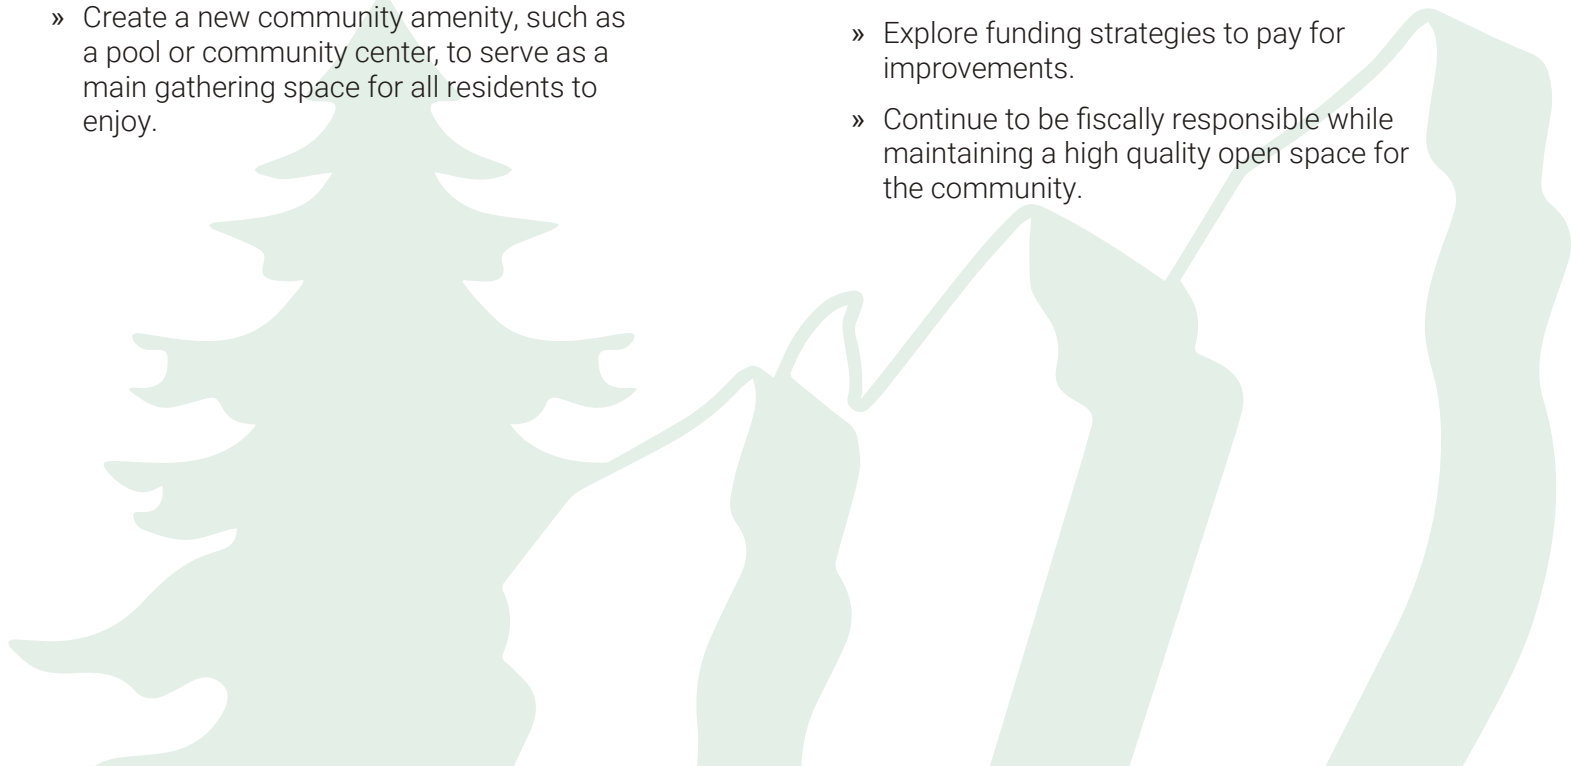 » Create a new community amenity, such as
a pool or community center, to serve as a
main gathering space for all residents to
enjoy.
» Explore funding strategies to pay for
improvements.
» Continue to be fiscally responsible while
maintaining a high quality open space for
the community.